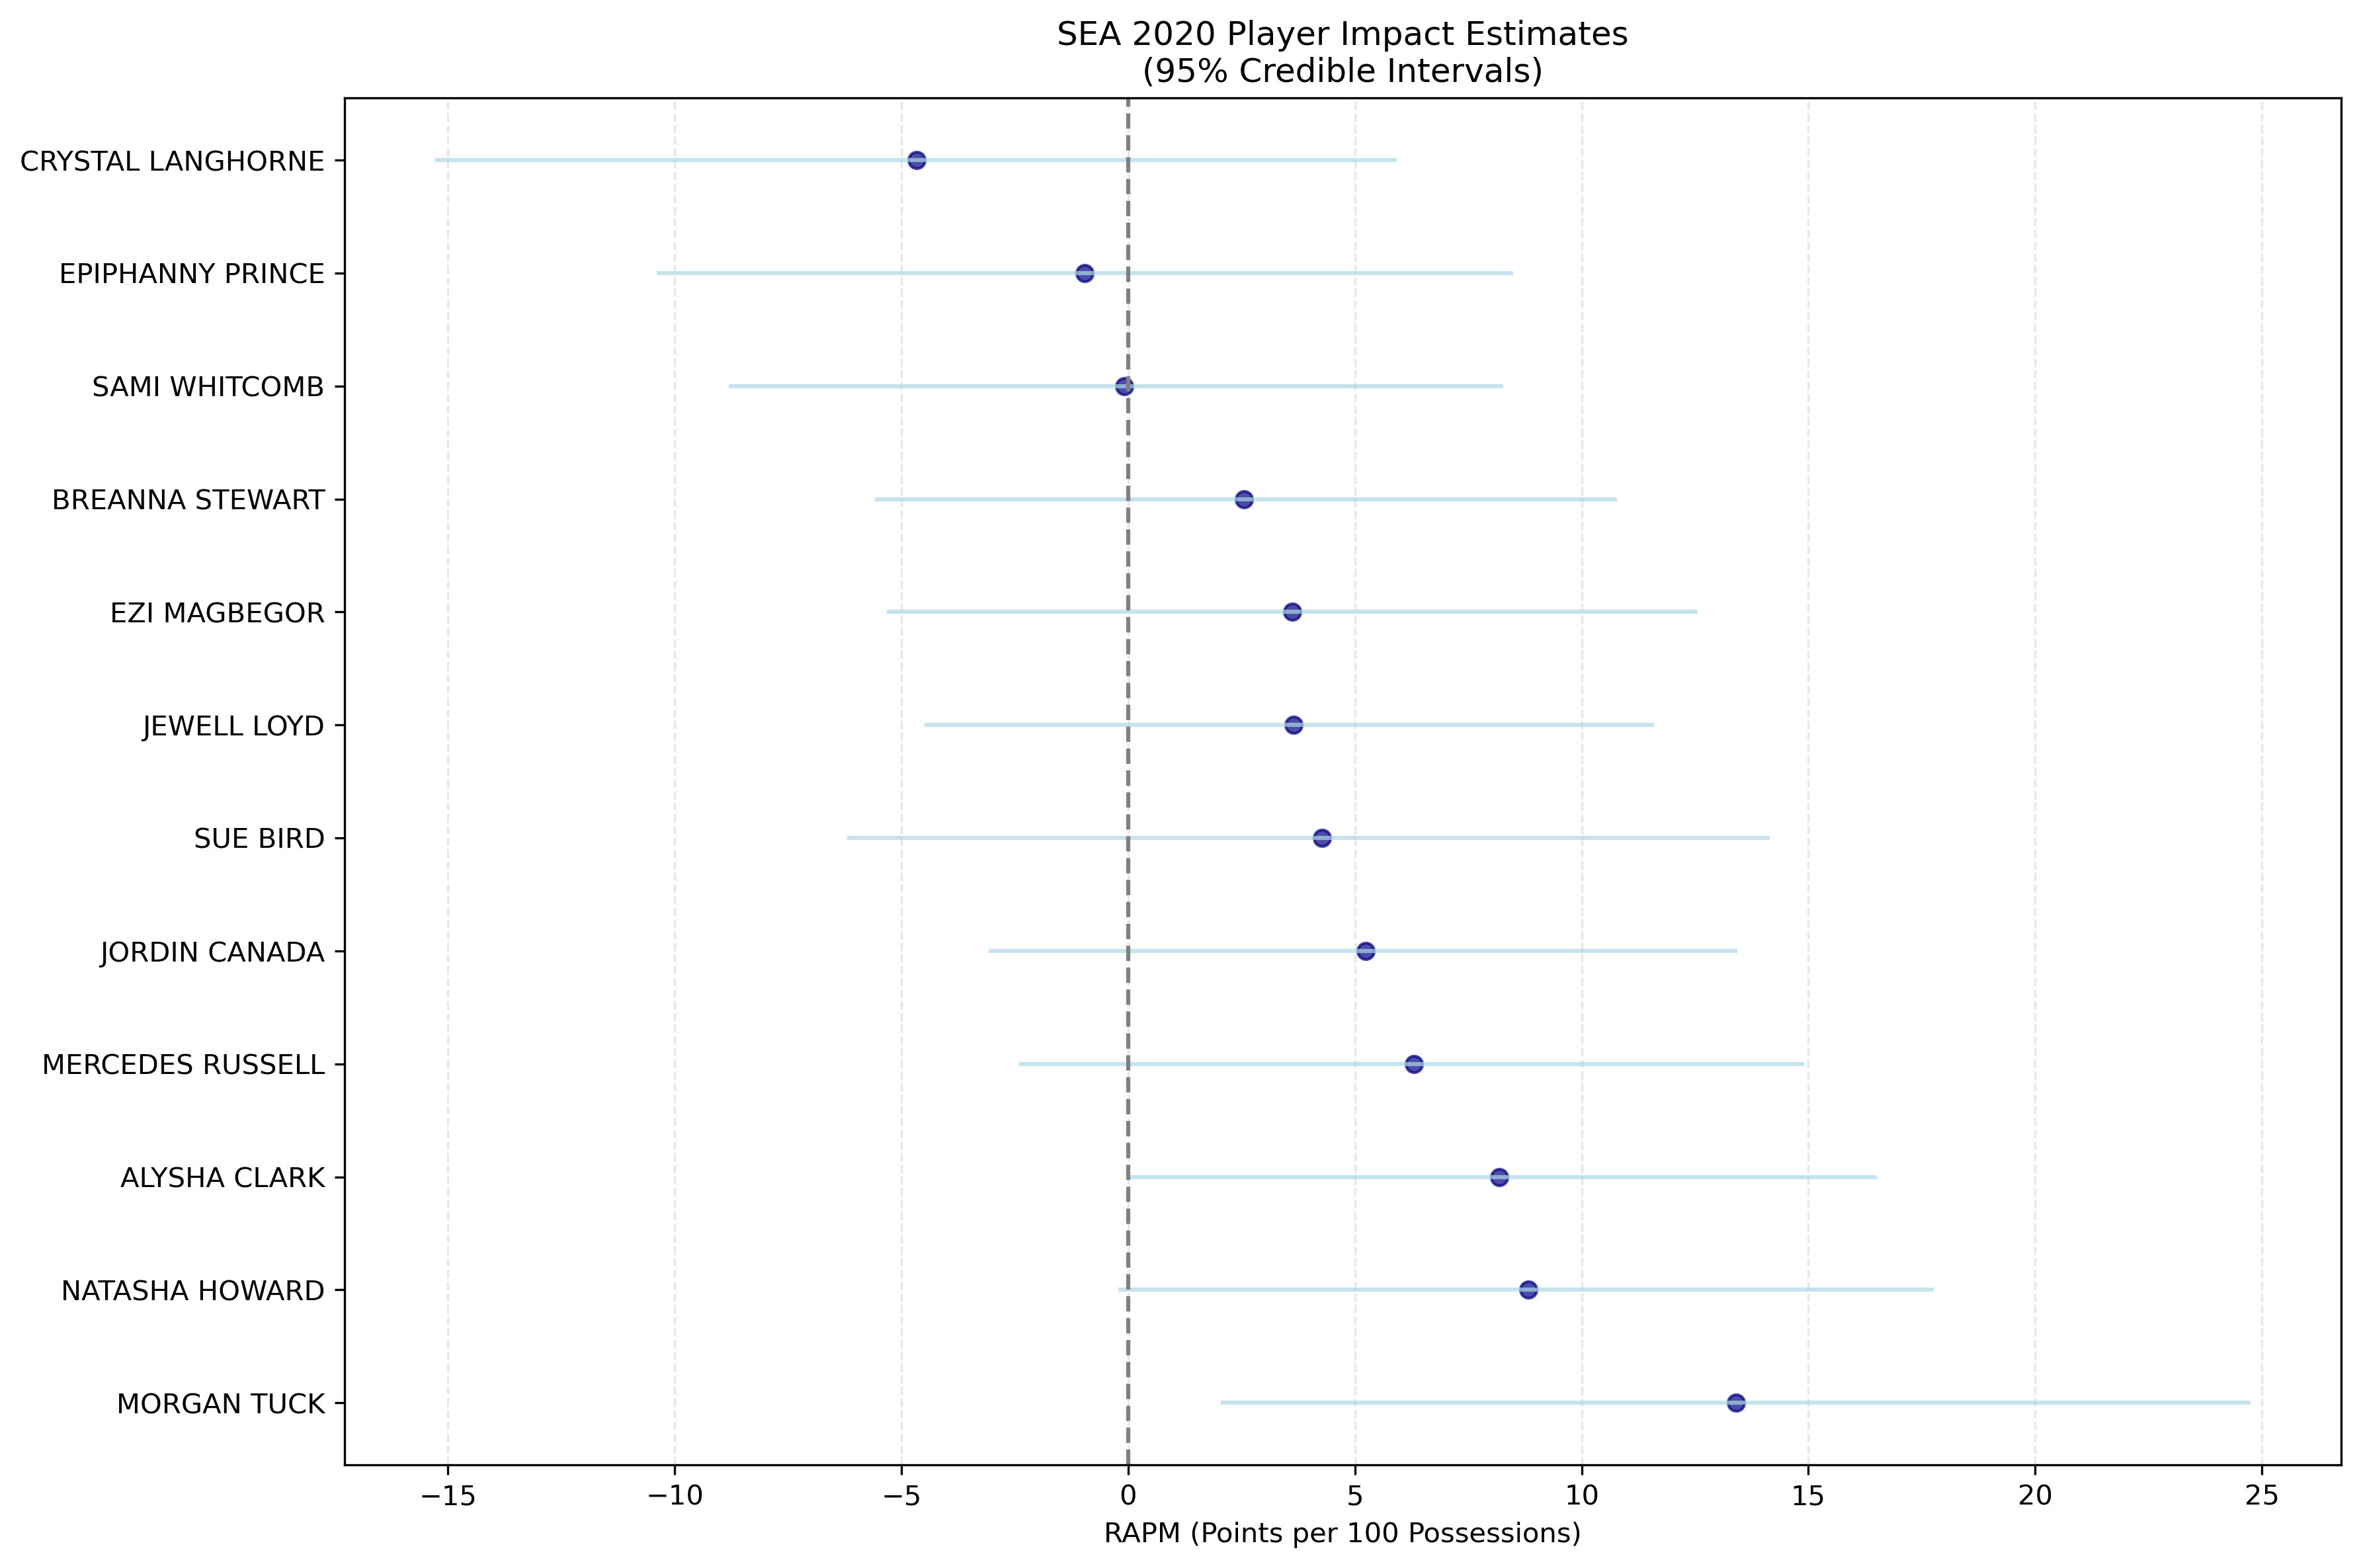 SEA 2020 Player Impact Estimates
(95% Credible Intervals)
CRYSTAL LANGHORNE
EPIPHANNY PRINCE
SAMI WHITCOMB
BREANNA STEWART
EZI MAGBEGOR
JEWELL LOYD
SUE BIRD
JORDIN CANADA
MERCEDES RUSSELL
ALYSHA CLARK
NATASHA HOWARD
MORGAN TUCK
−15 −10 −5 0 5 10 15 20 25
RAPM (Points per 100 Possessions)